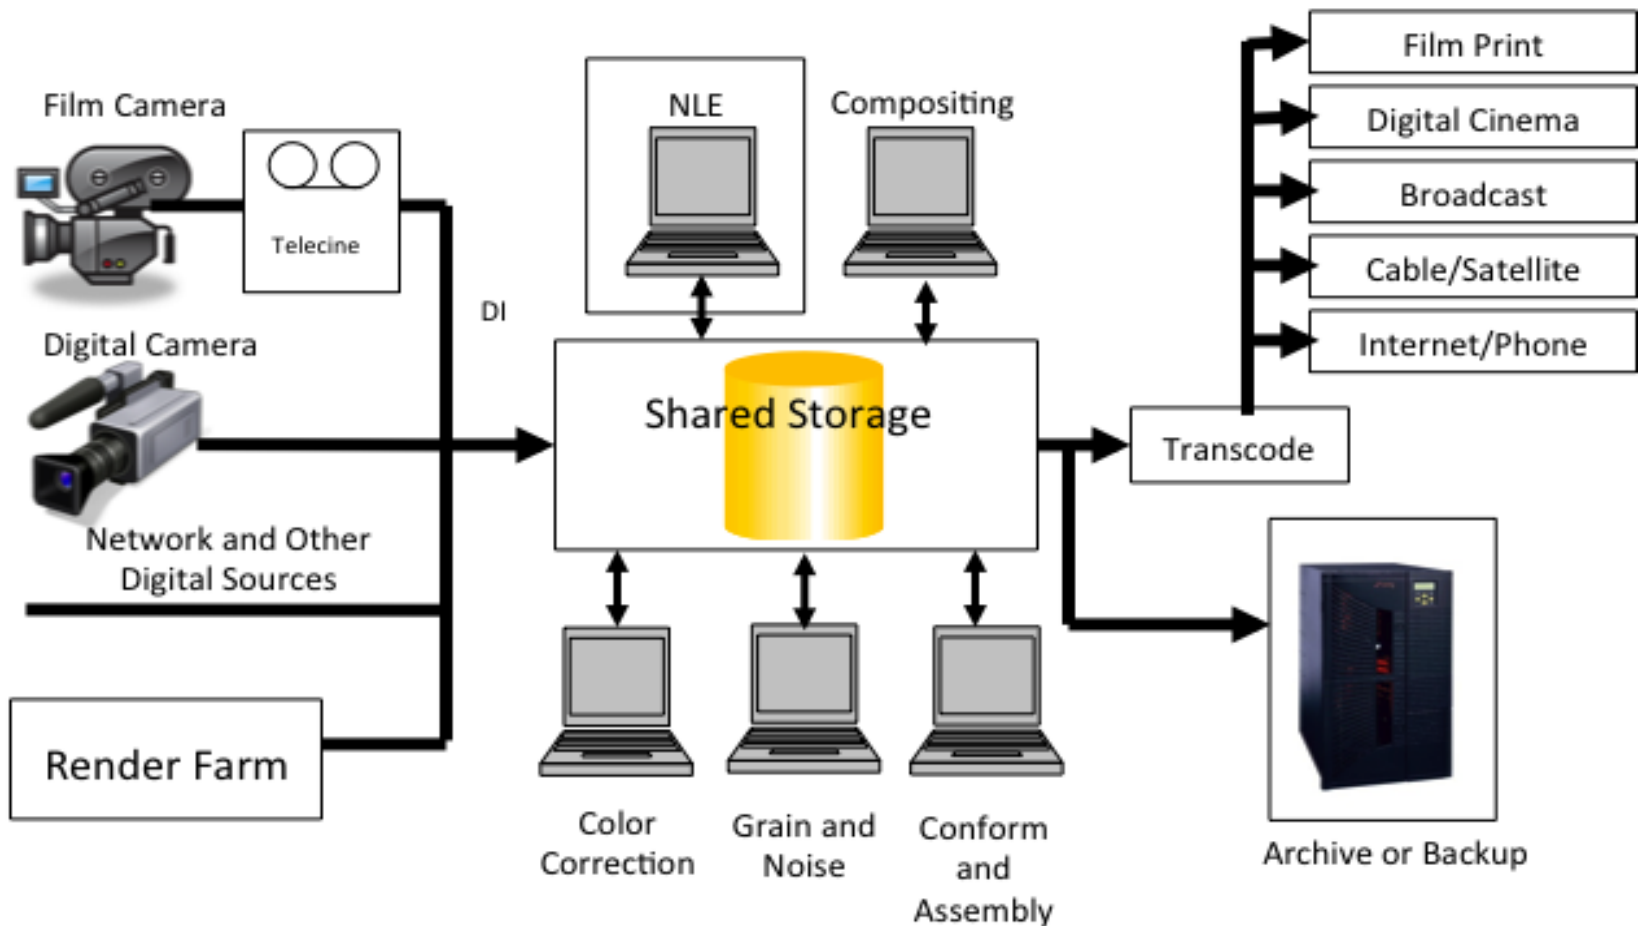 Film Camera
Telecine
Digital Camera
Network and Other
Digital Sources
Render Farm
DI
NLE
Compositing
Shared Storage
Color
Correction
Grain and
Noise
Conform
and
Assembly
Transcode
Film Print
Digital Cinema
Broadcast
Cable/Satellite
Internet/Phone
Archive or Backup